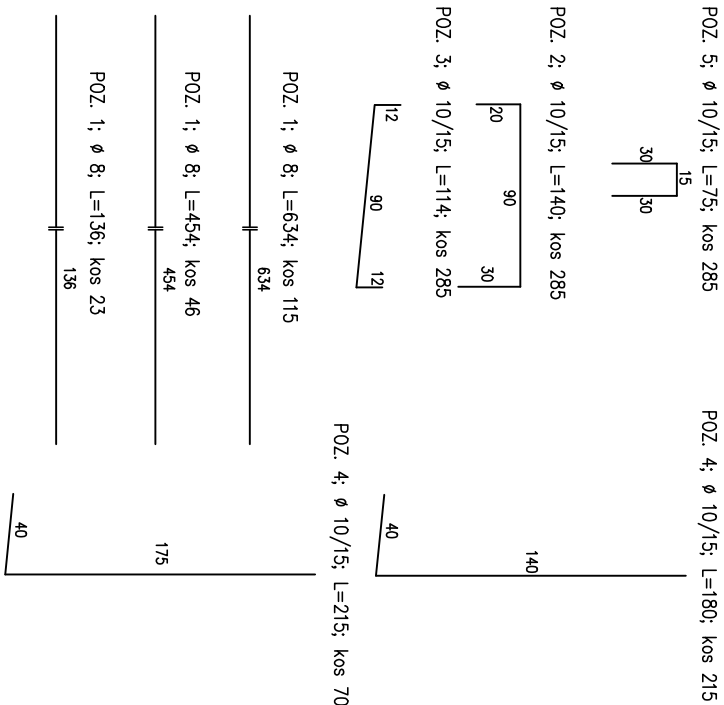 POZ. 5; ø 10/15; L=75; kos 285
30
15
30
POZ. 2; ø 10/15; L=140; kos 285
20
90
30
POZ. 3; ø 10/15; L=114; kos 285
12
90
12
POZ. 1; ø 8; L=634; kos 115
634
POZ. 1; ø 8; L=454; kos 46
454
POZ. 1; ø 8; L=136; kos 23
136
POZ. 4; ø 10/15; L=180; kos 215
140
40
POZ. 4; ø 10/15; L=215; kos 70
175
40